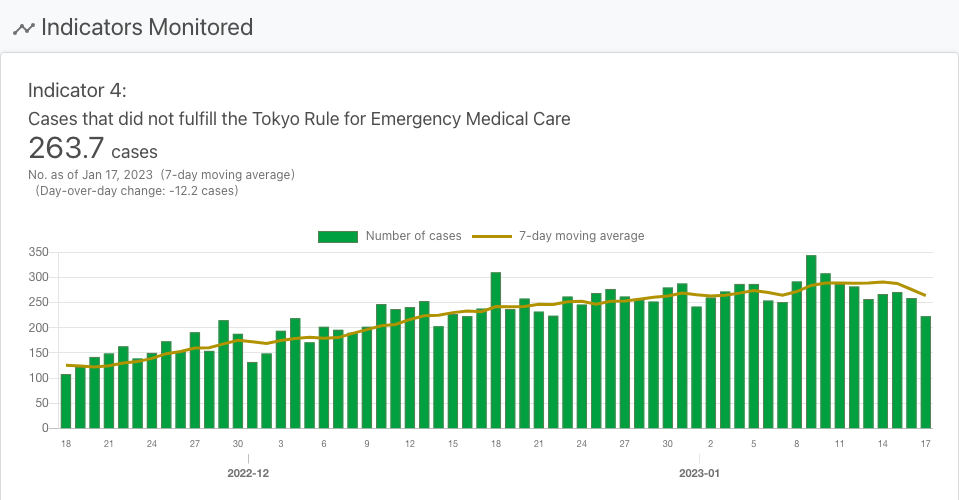 Indicators Monitored
Indicator 4:
Cases that did not fulfill the Tokyo Rule for Emergency Medical Care
263.7 cases
No. as of Jan 17, 2023 (7-day moving average)
(Day-over-day change: -12.2 cases)
Number of cases 7-day moving average
350
300
250
200
150
100
50
0
18 21 24 27 30 3 6 9 12 15 18 21 24 27 30 2 5 8 11 14 17
2022-12 2023-01